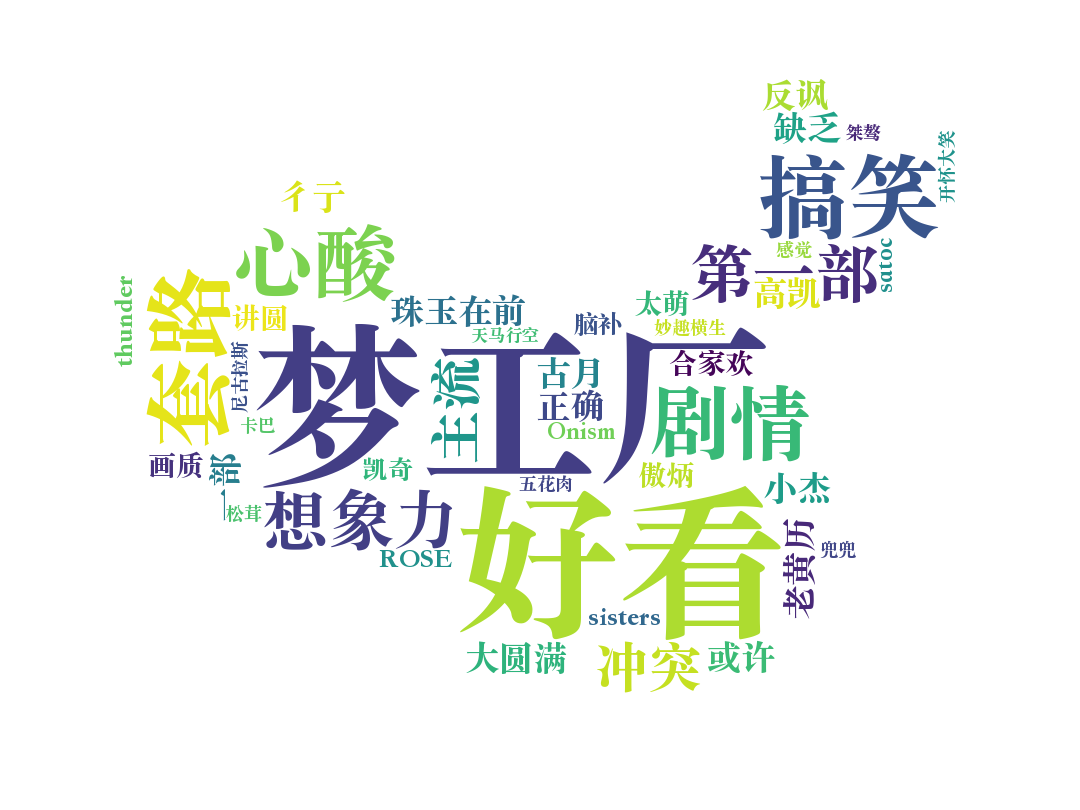 反讽
缺乏
桀骜
搞笑
开怀大笑
彳亍
心酸
第一部
感觉
高凯
satoc
thunder
套路
讲圆
珠玉在前
天马行空
脑补
太萌
妙趣横生
尼古拉斯
梦工厂
主流
古月
正确
合家欢
剧情
卡巴
Onism
画质
一部
凯奇
五花肉
傲炳
小杰
松茸
想象力
ROSE
好看
老黄历
兜兜
sisters
大圆满
冲突
或许